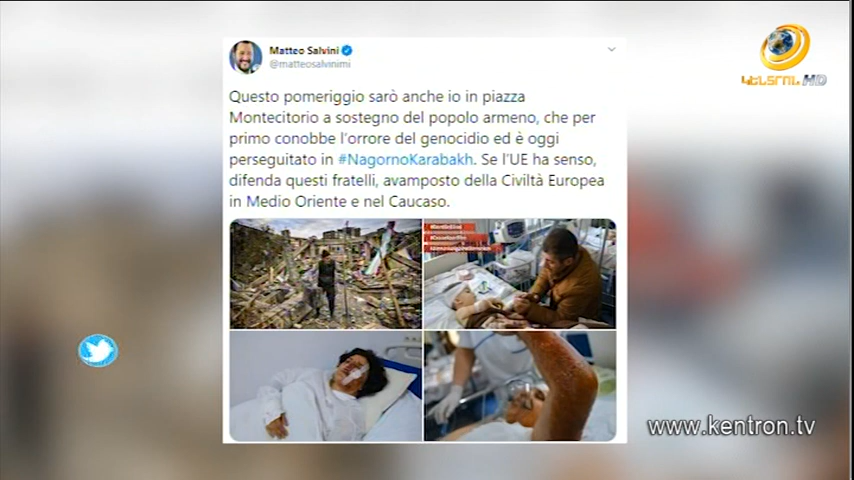 Matteo Salvini
@matteosalvinimi
ԿԵՆՏՐՈՆ HD
Questo pomeriggio sarò anche io in piazza
Montecitorio a sostegno del popolo armeno, che per
primo conobbe l'orrore del genocidio ed è oggi
perseguitato in #NagornoKarabakh. Se l'UE ha senso,
difenda questi fratelli, avamposto della Civiltà Europea
in Medio Oriente e nel Caucaso.
www.kentron.tv